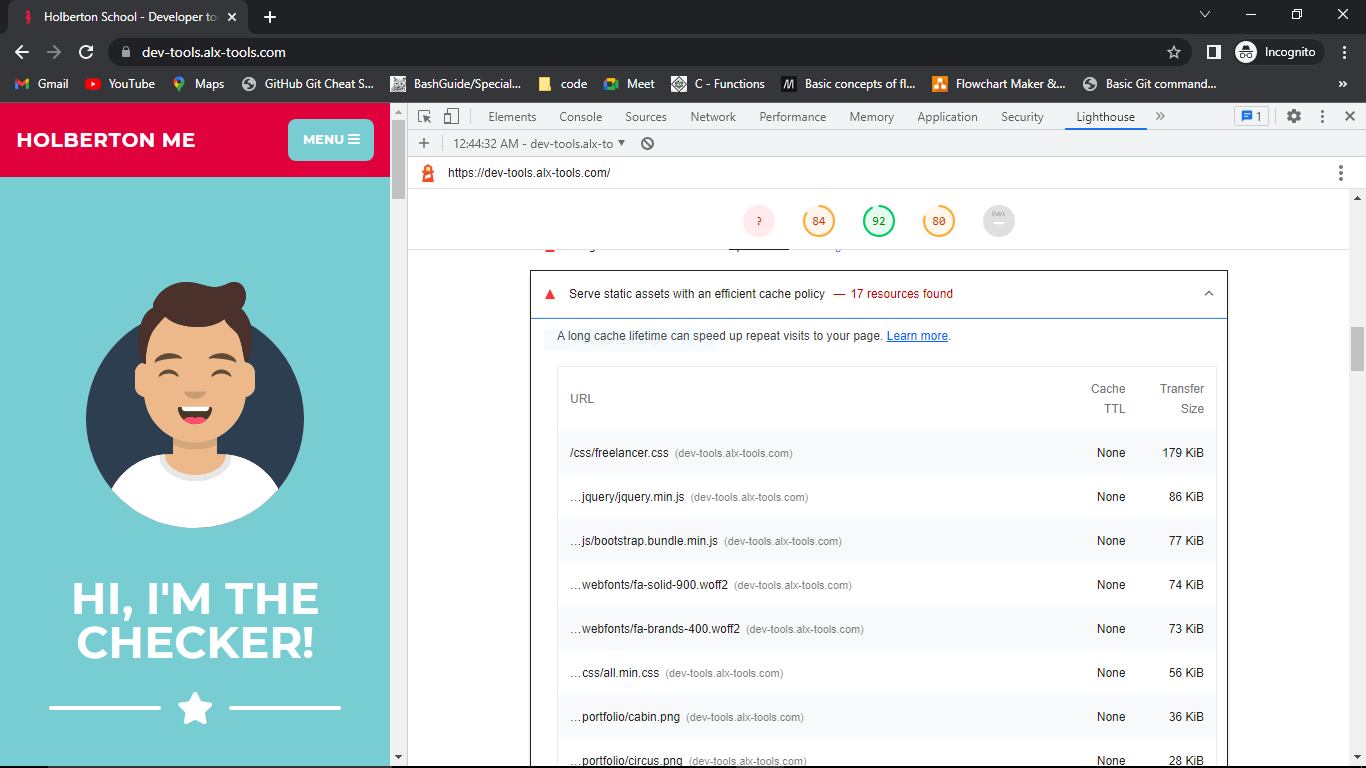 Holberton School - Developer to
dev-tools.alx-tools.com
Incognito
Gmail YouTube Maps GitHub Git Cheat S... BashGuide/Special... code Meet C - Functions Basic concepts of fl... Flowchart Maker &... Basic Git command... »
HOLBERTON ME
MENU
HI, I'M THE
CHECKER!
Elements Console Sources Network Performance Memory Application Security Lighthouse » 1
12:44:32 AM - dev-tools.alx-to
https://dev-tools.alx-tools.com/
? 84 92 80 PWA
Serve static assets with an efficient cache policy — 17 resources found
A long cache lifetime can speed up repeat visits to your page. Learn more.
URL Cache TTL Transfer Size
/css/freelancer.css (dev-tools.alx-tools.com) None 179 KiB
…jquery/jquery.min.js (dev-tools.alx-tools.com) None 86 KiB
…js/bootstrap.bundle.min.js (dev-tools.alx-tools.com) None 77 KiB
…webfonts/fa-solid-900.woff2 (dev-tools.alx-tools.com) None 74 KiB
…webfonts/fa-brands-400.woff2 (dev-tools.alx-tools.com) None 73 KiB
…css/all.min.css (dev-tools.alx-tools.com) None 56 KiB
…portfolio/cabin.png (dev-tools.alx-tools.com) None 36 KiB
…portfolio/circus.png (dev-tools.alx-tools.com) None 28 KiB